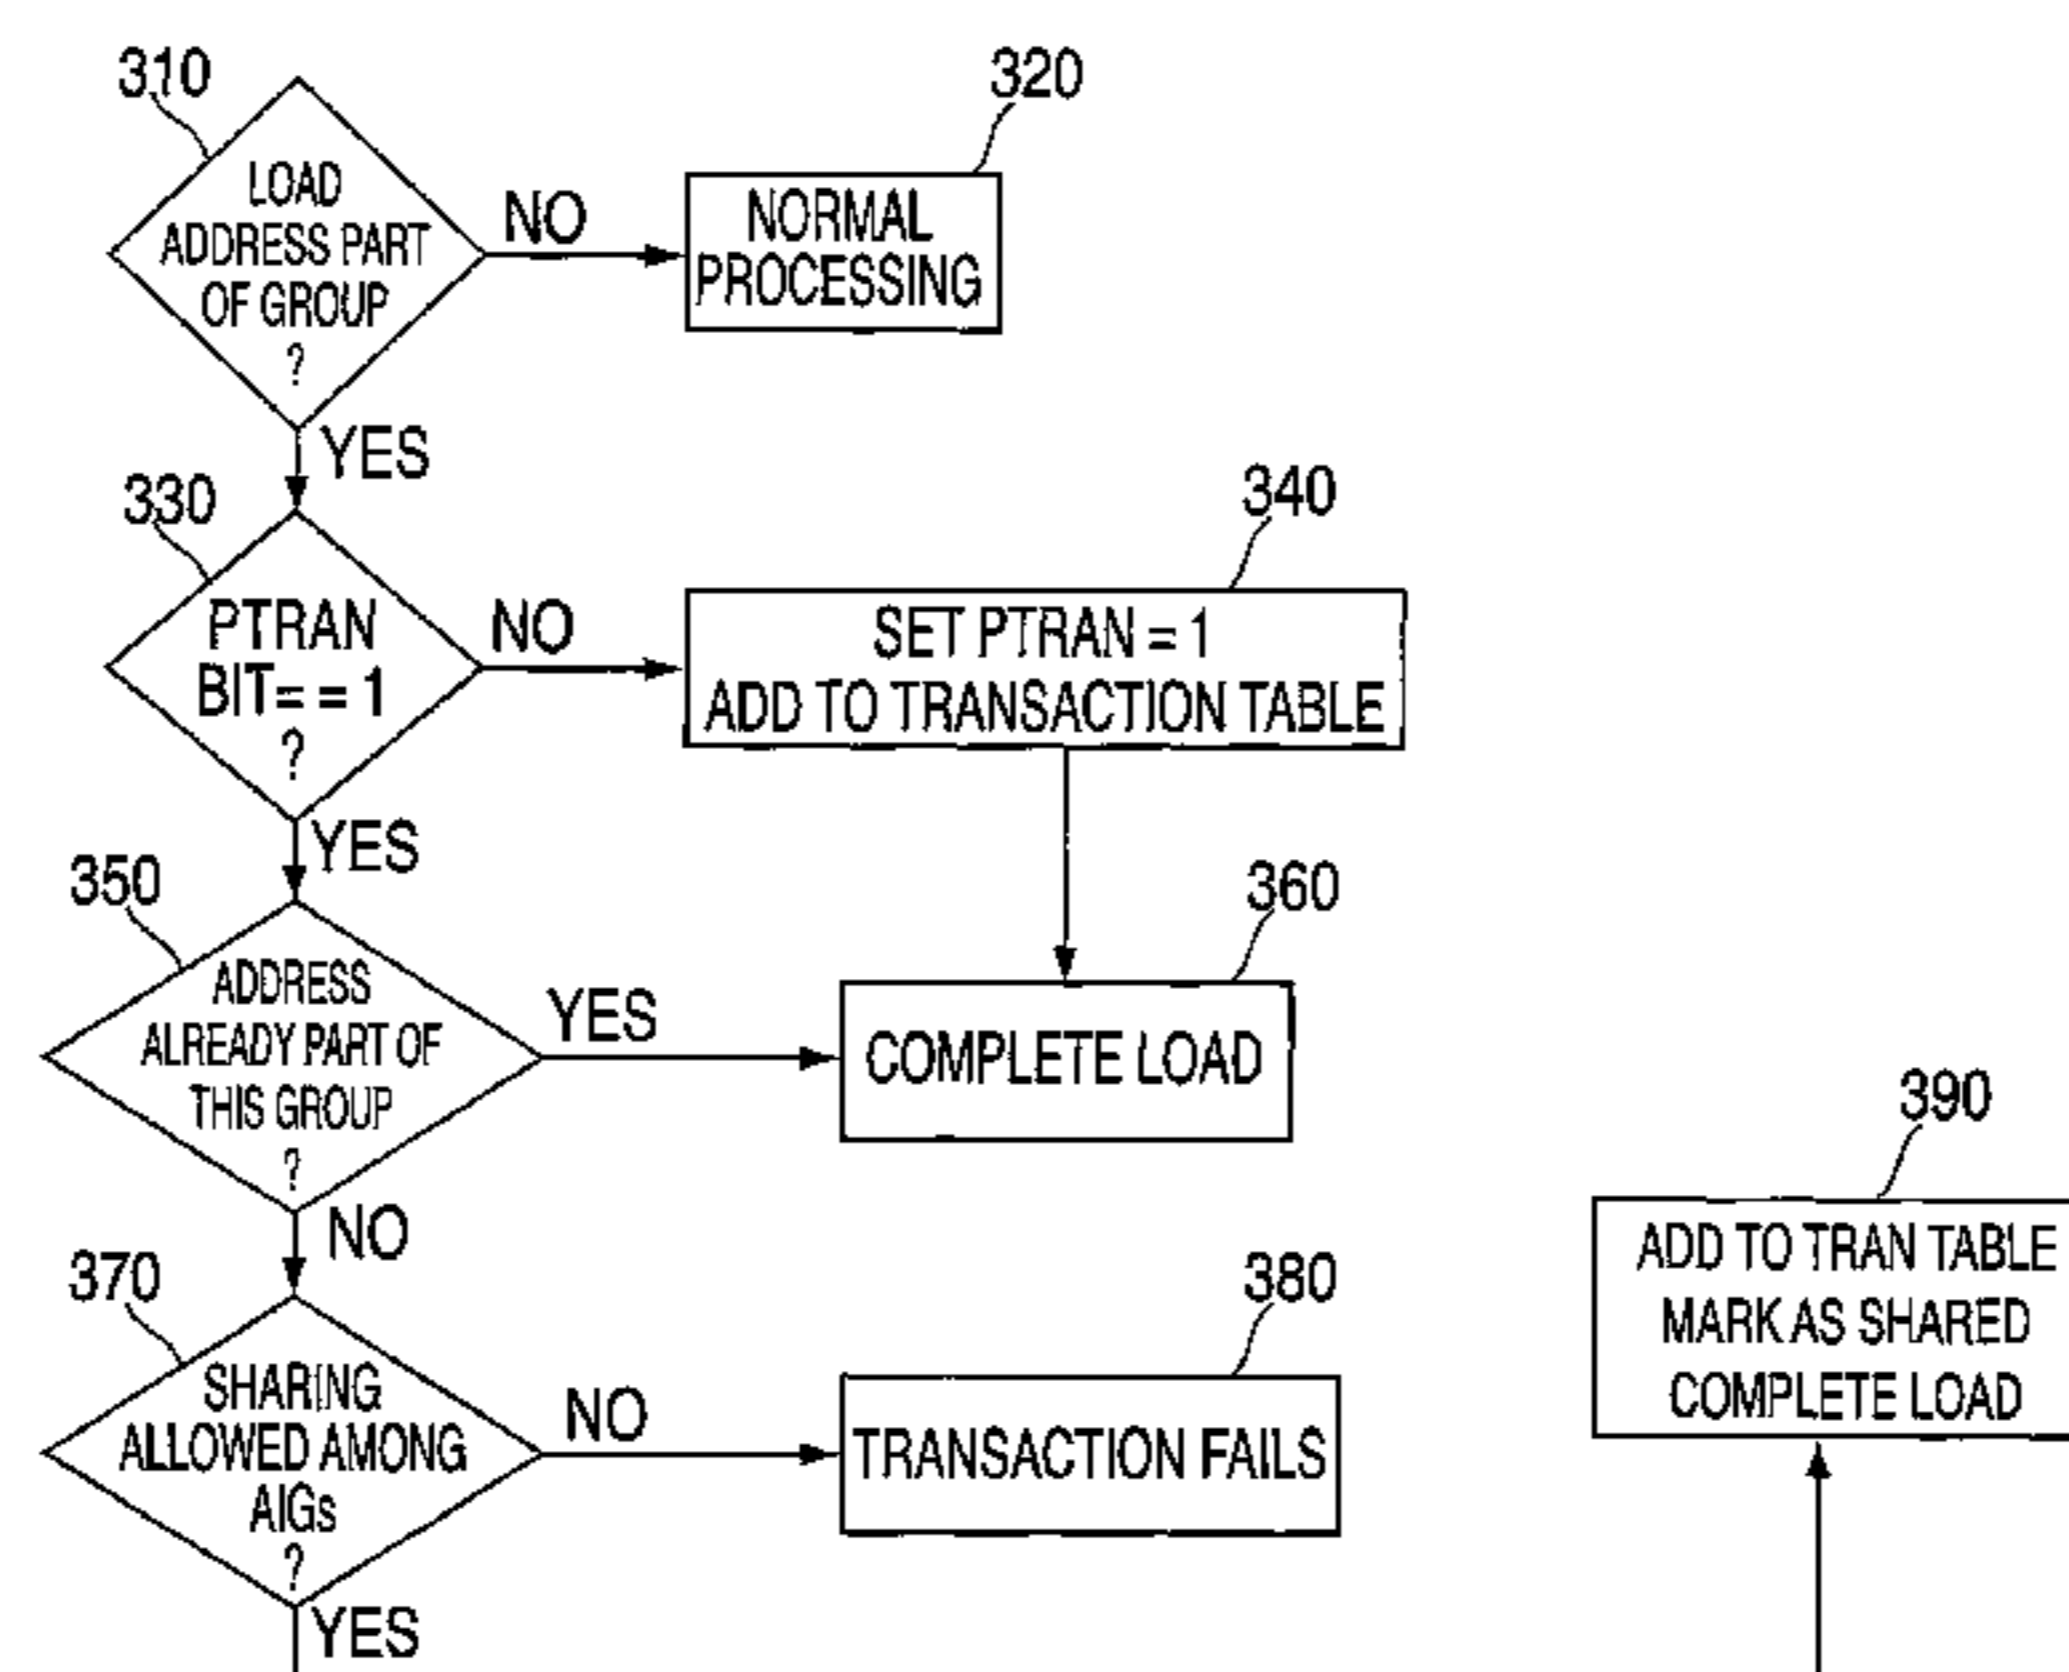 310
LOAD
ADDRESS PART
OF GROUP
?
NO
320
NORMAL
PROCESSING
YES
330
PTRAN
BIT= = 1
?
NO
340
SET PTRAN = 1
ADD TO TRANSACTION TABLE
YES
350
ADDRESS
ALREADY PART OF
THIS GROUP
?
YES
360
COMPLETE LOAD
NO
370
SHARING
ALLOWED AMONG
AIGs
?
NO
380
TRANSACTION FAILS
390
ADD TO TRAN TABLE
MARK AS SHARED
COMPLETE LOAD
YES